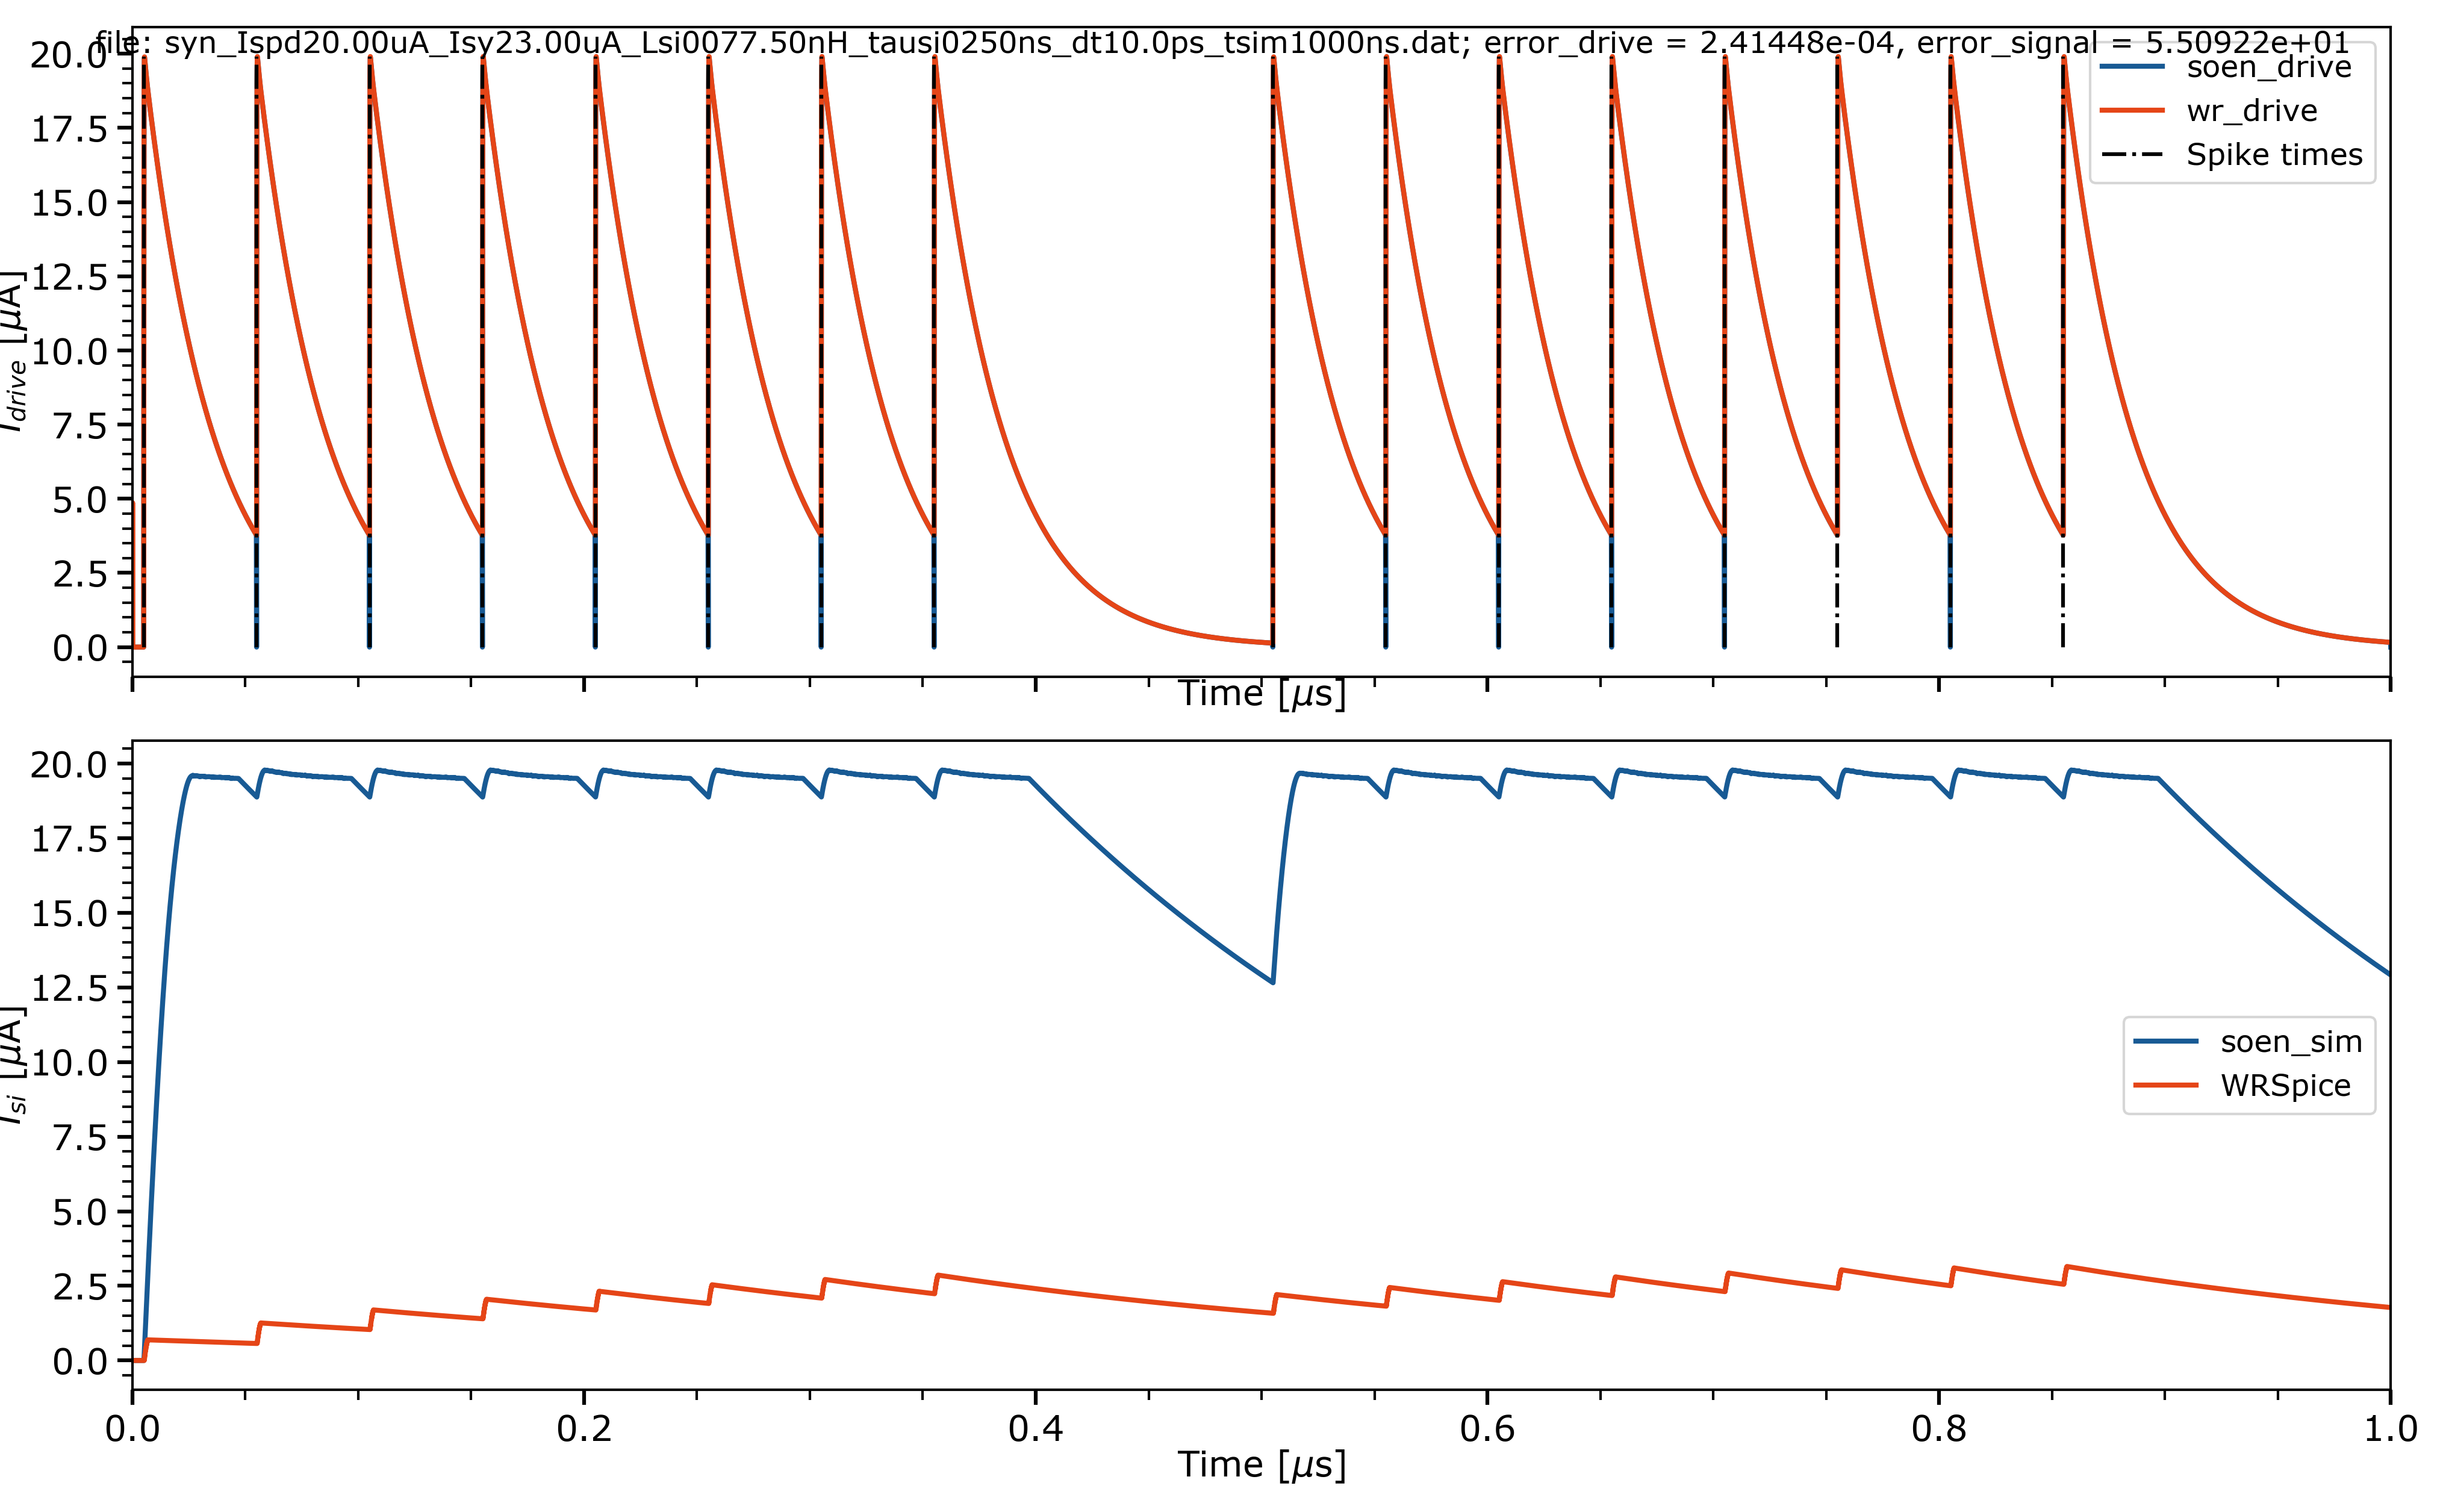 file: syn_Ispd20.00uA_Isy23.00uA_Lsi0077.50nH_tausi0250ns_dt10.0ps_tsim1000ns.dat; error_drive = 2.41448e-04, error_signal = 5.50922e+01
20.0
17.5
15.0
12.5
10.0
7.5
5.0
2.5
0.0
I_drive [μA]
soen_drive
wr_drive
Spike times
Time [μs]
20.0
17.5
15.0
12.5
10.0
7.5
5.0
2.5
0.0
I_si [μA]
soen_sim
WRSpice
0.0 0.2 0.4 0.6 0.8 1.0
Time [μs]